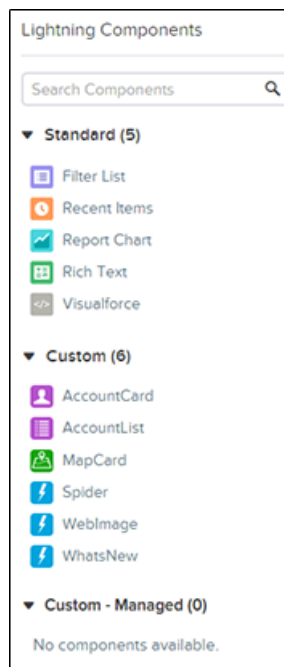 Lightning Components
Search Components
Standard (5)
Filter List
Recent Items
Report Chart
Rich Text
Visualforce
Custom (6)
AccountCard
AccountList
MapCard
Spider
WebImage
WhatsNew
Custom - Managed (0)
No components available.